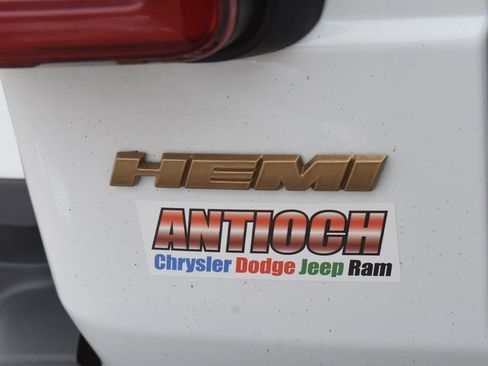 HEMI
ANTIOCH
Chrysler Dodge Jeep Ram